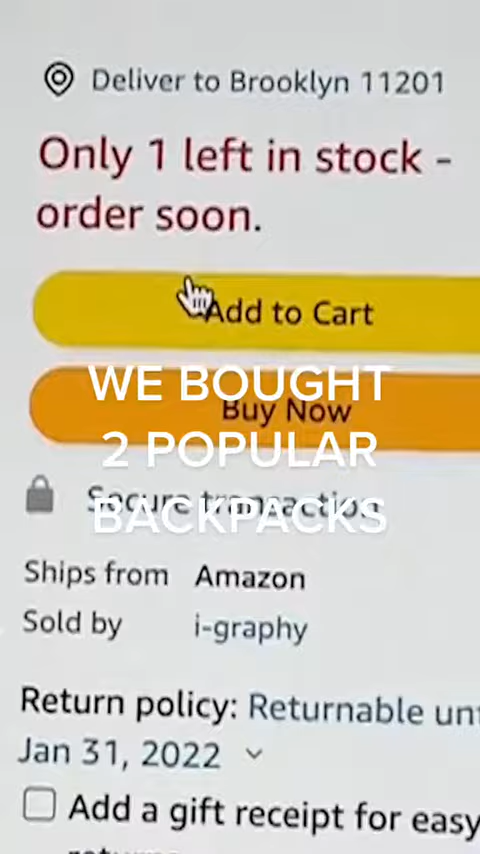 Deliver to Brooklyn 11201
Only 1 left in stock -
order soon.
Add to Cart
Buy Now
WE BOUGHT
2 POPULAR
BACKPACKS
Secure transaction
Ships from Amazon
Sold by i-graphy
Return policy: Returnable
Jan 31, 2022
Add a gift receipt for easy